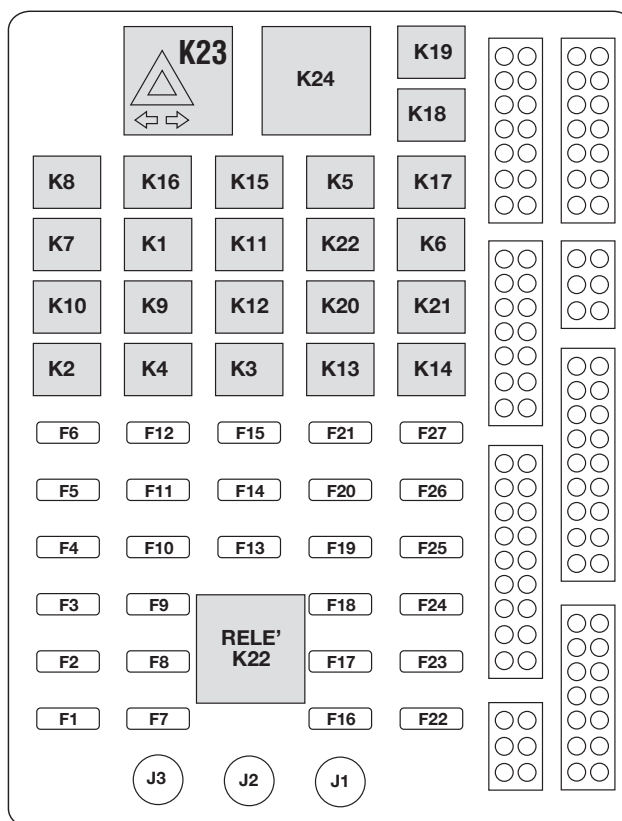 K23 K24 K19
K18
K8 K16 K15 K5 K17
K7 K1 K11 K22 K6
K10 K9 K12 K20 K21
K2 K4 K3 K13 K14
F6 F12 F15 F21 F27
F5 F11 F14 F20 F26
F4 F10 F13 F19 F25
F3 F9 F18 F24
RELE'
K22
F2 F8 F17 F23
F1 F7 F16 F22
J3 J2 J1